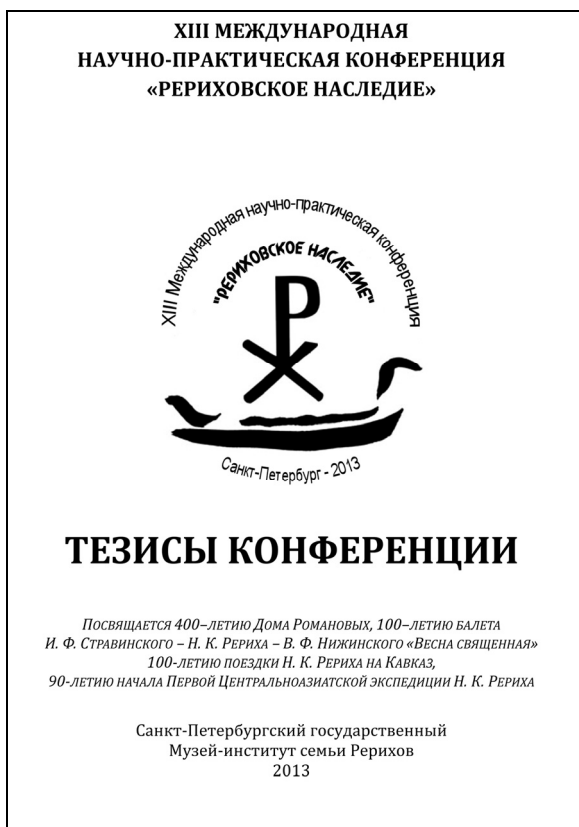 XIII МЕЖДУНАРОДНАЯ
НАУЧНО-ПРАКТИЧЕСКАЯ КОНФЕРЕНЦИЯ
«РЕРИХОВСКОЕ НАСЛЕДИЕ»
XIII Международная научно-практическая конференция
"РЕРИХОВСКОЕ НАСЛЕДИЕ"
Санкт-Петербург - 2013
ТЕЗИСЫ КОНФЕРЕНЦИИ
ПОСВЯЩАЕТСЯ 400–ЛЕТИЮ ДОМА РОМАНОВЫХ, 100–ЛЕТИЮ БАЛЕТА
И. Ф. СТРАВИНСКОГО – Н. К. РЕРИХА – В. Ф. НИЖИНСКОГО «ВЕСНА СВЯЩЕННАЯ»
100-ЛЕТИЮ ПОЕЗДКИ Н. К. РЕРИХА НА КАВКАЗ,
90-ЛЕТИЮ НАЧАЛА ПЕРВОЙ ЦЕНТРАЛЬНОАЗИАТСКОЙ ЭКСПЕДИЦИИ Н. К. РЕРИХА
Санкт-Петербургский государственный
Музей-институт семьи Рерихов
2013